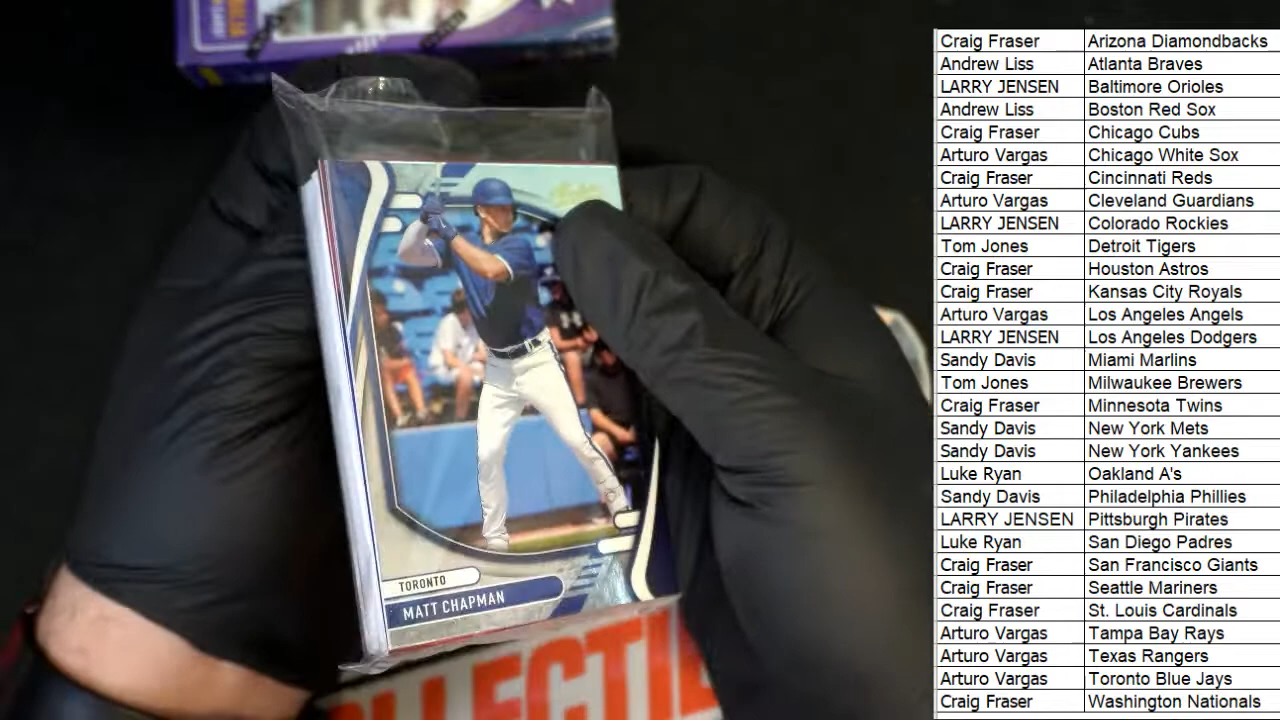 TORONTO
MATT CHAPMAN
LLECTI
Craig Fraser Arizona Diamondbacks
Andrew Liss Atlanta Braves
LARRY JENSEN Baltimore Orioles
Andrew Liss Boston Red Sox
Craig Fraser Chicago Cubs
Arturo Vargas Chicago White Sox
Craig Fraser Cincinnati Reds
Arturo Vargas Cleveland Guardians
LARRY JENSEN Colorado Rockies
Tom Jones Detroit Tigers
Craig Fraser Houston Astros
Craig Fraser Kansas City Royals
Arturo Vargas Los Angeles Angels
LARRY JENSEN Los Angeles Dodgers
Sandy Davis Miami Marlins
Tom Jones Milwaukee Brewers
Craig Fraser Minnesota Twins
Sandy Davis New York Mets
Sandy Davis New York Yankees
Luke Ryan Oakland A's
Sandy Davis Philadelphia Phillies
LARRY JENSEN Pittsburgh Pirates
Luke Ryan San Diego Padres
Craig Fraser San Francisco Giants
Craig Fraser Seattle Mariners
Craig Fraser St. Louis Cardinals
Arturo Vargas Tampa Bay Rays
Arturo Vargas Texas Rangers
Arturo Vargas Toronto Blue Jays
Craig Fraser Washington Nationals